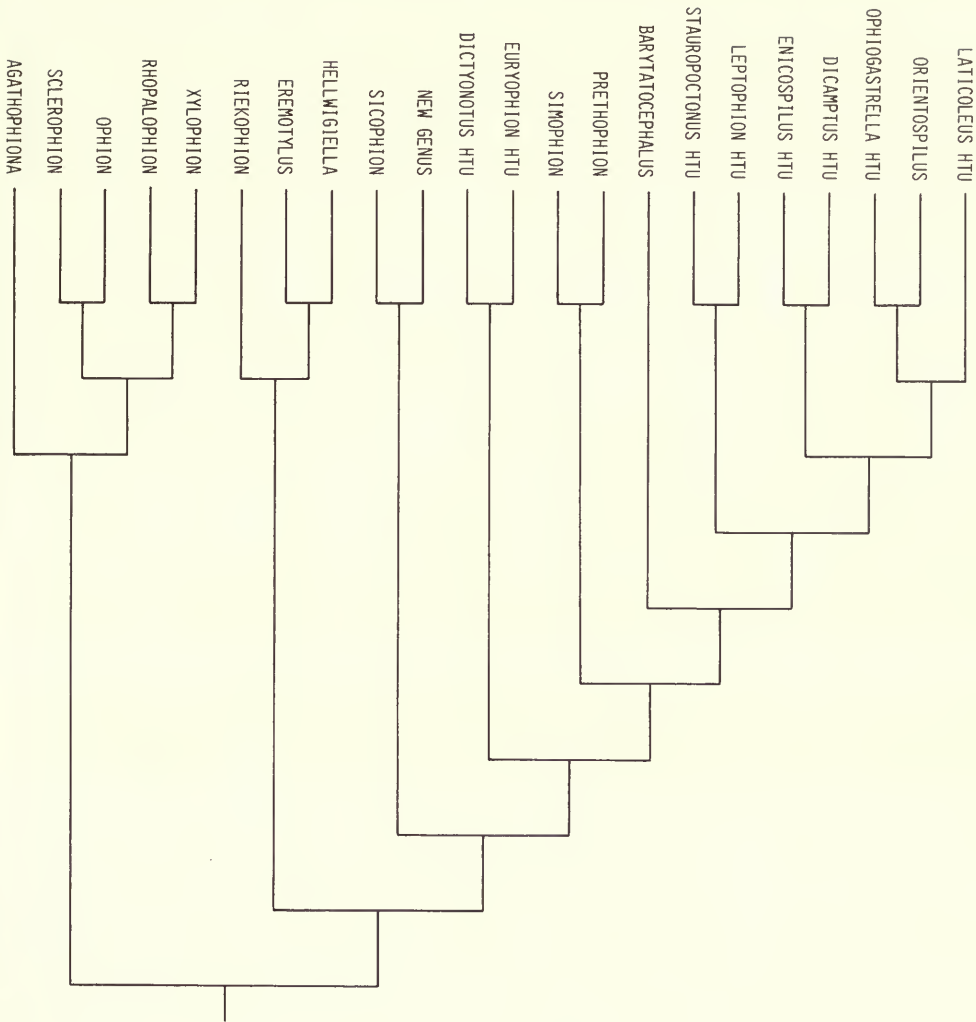 LATICOLEUS HTU
ORIENTOSPILUS
OPHIOGASTRELLA HTU
DICAMPTUS HTU
ENICOSPILUS HTU
LEPTOPHION HTU
STAUROPOCTONUS HTU
BARYTATOCEPHALUS
PRETHOPHION
SIMOPHION
EURYOPHION HTU
DICTYONOTUS HTU
NEW GENUS
SICOPHION
HELLWIGIELLA
EREMOTYLUS
RIEKOPHION
XYLOPHION
RHOPALOPHION
OPHION
SCLEROPHION
AGATHOPHIONA